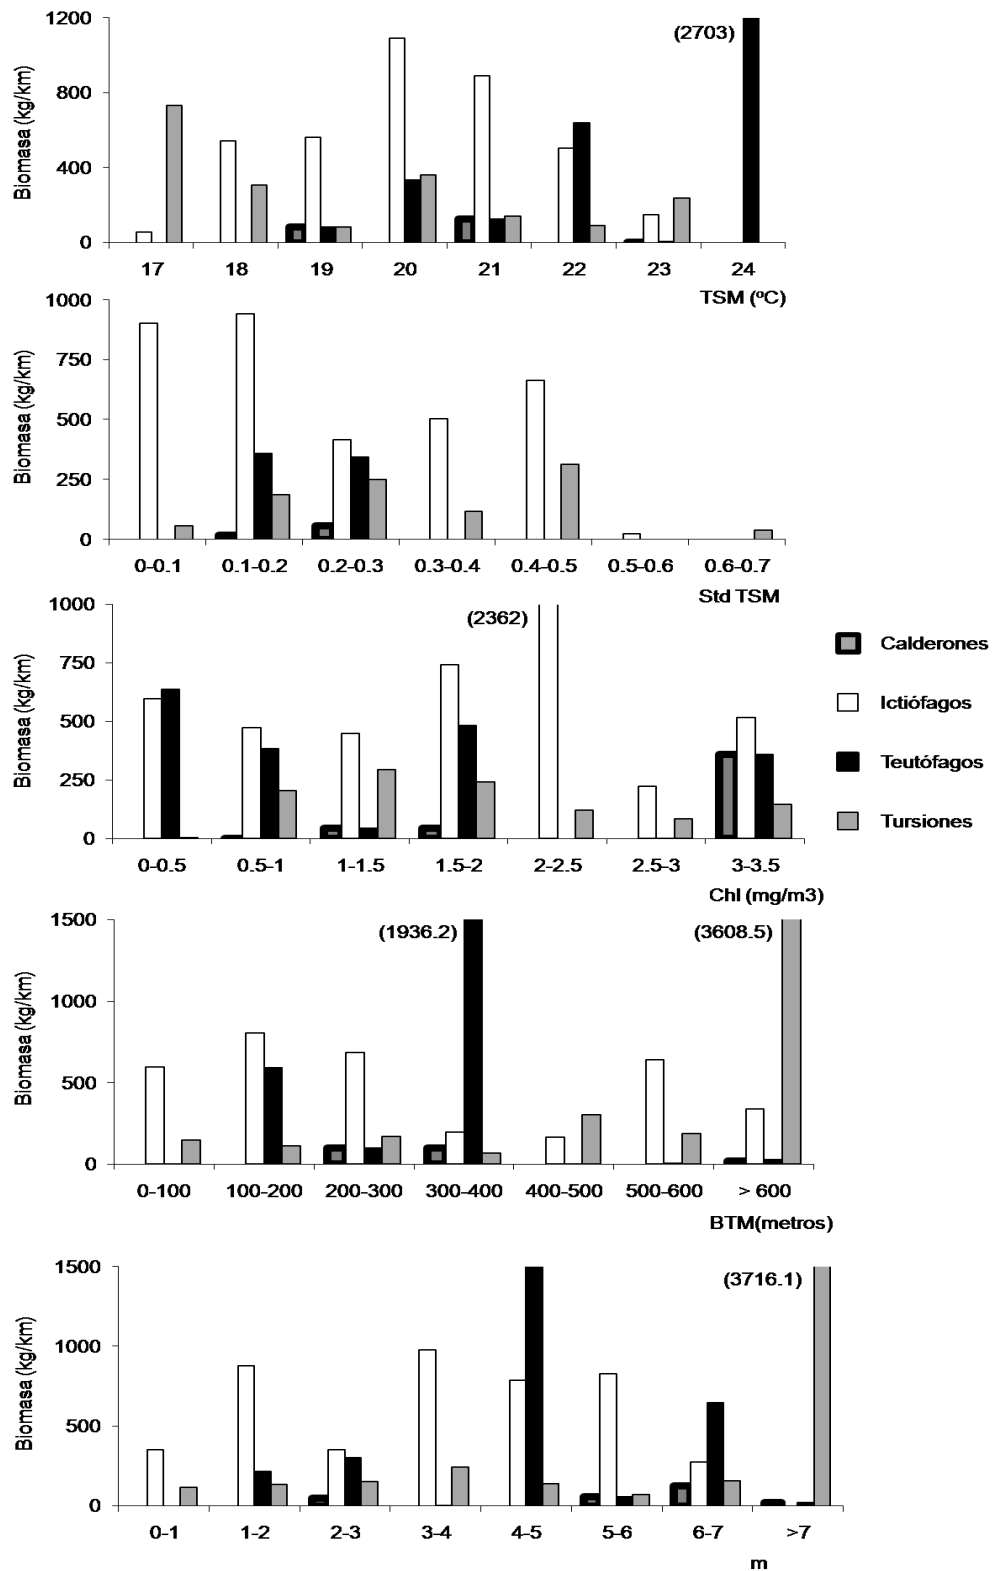 Biomasa (kg/km)
1200
800
400
0
(2703)
17 18 19 20 21 22 23 24
TSM (ºC)
Biomasa (kg/km)
1000
750
500
250
0
0-0.1 0.1-0.2 0.2-0.3 0.3-0.4 0.4-0.5 0.5-0.6 0.6-0.7
Std TSM
Biomasa (kg/km)
1000
750
500
250
0
(2362)
0-0.5 0.5-1 1-1.5 1.5-2 2-2.5 2.5-3 3-3.5
Chl (mg/m3)
Calderones
Ictiófagos
Teutófagos
Tursiones
Biomasa (kg/km)
1500
1000
500
0
(1936.2) (3608.5)
0-100 100-200 200-300 300-400 400-500 500-600 > 600
BTM(metros)
Biomasa (kg/km)
1500
1000
500
0
(3716.1)
0-1 1-2 2-3 3-4 4-5 5-6 6-7 >7
m